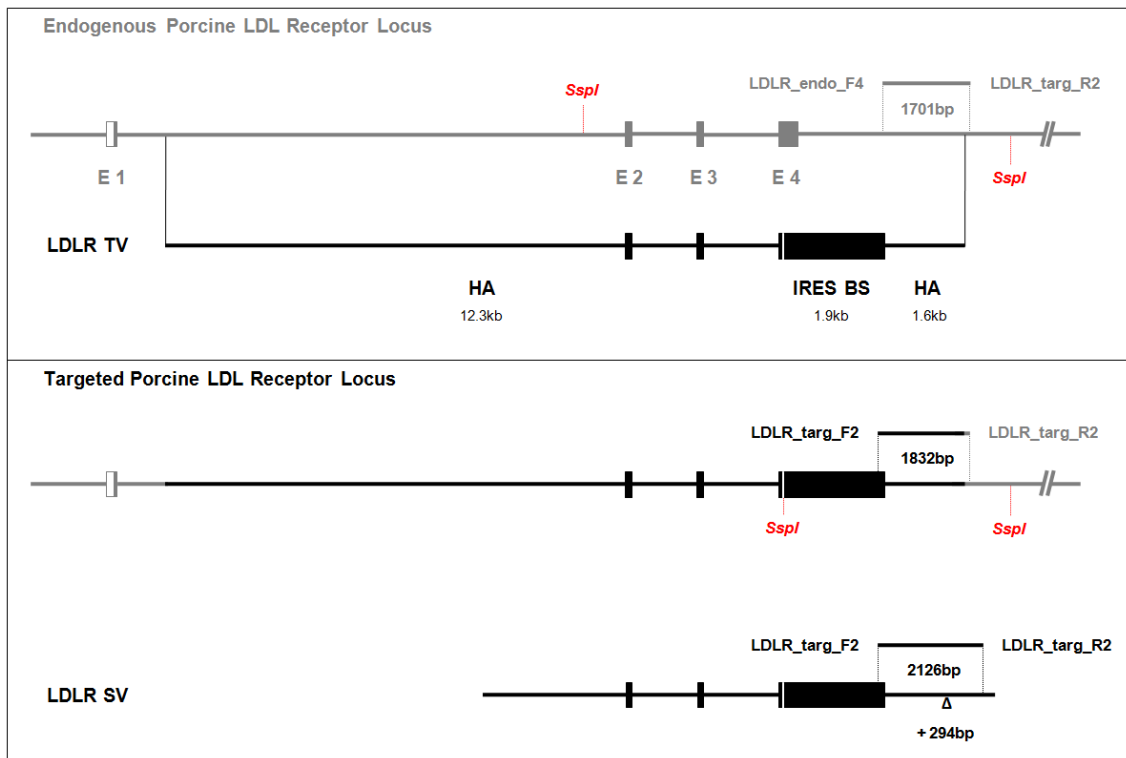 Endogenous Porcine LDL Receptor Locus
LDLR_endo_F4
LDLR_targ_R2
SspI
1701bp
E 1
E 2
E 3
E 4
SspI
LDLR TV
HA
IRES BS
HA
12.3kb
1.9kb
1.6kb
Targeted Porcine LDL Receptor Locus
LDLR_targ_F2
LDLR_targ_R2
1832bp
SspI
SspI
LDLR_targ_F2
LDLR_targ_R2
2126bp
LDLR SV
Δ
+ 294bp